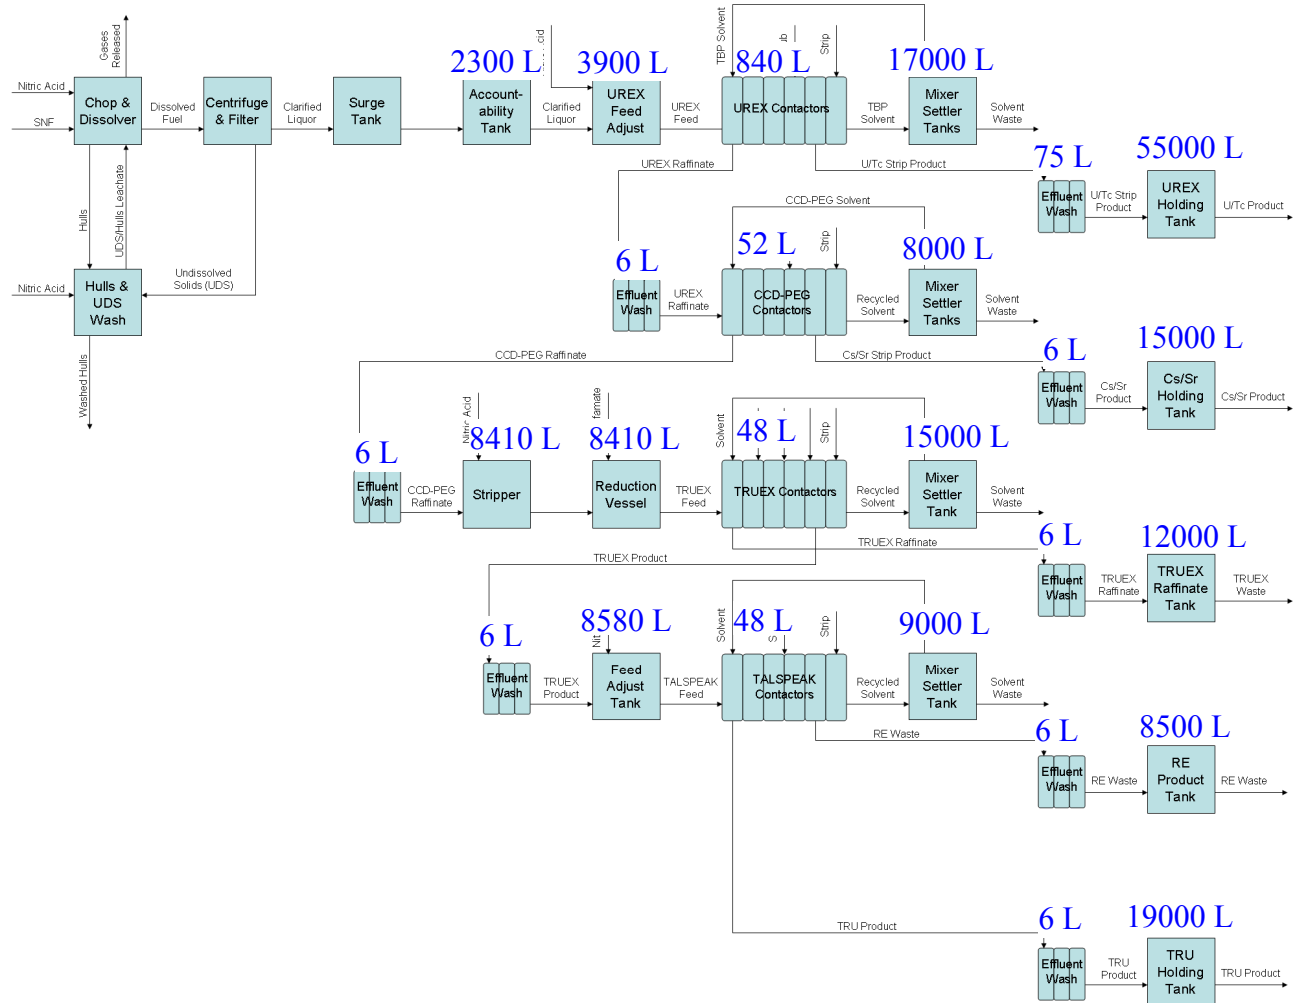 Gases
Released
Nitric Acid
SNF
Chop &
Dissolver
Dissolved
Fuel
Centrifuge
& Filter
Clarified
Liquor
Surge
Tank
2300 L
Account-
ability
Tank
Clarified
Liquor
3900 L
UREX
Feed
Adjust
UREX
Feed
TBP Solvent
840 L
Strip
UREX Contactors
TBP
Solvent
17000 L
Mixer
Settler
Tanks
Solvent
Waste
UREX Raffinate
U/Tc Strip Product
75 L
Effluent
Wash
U/Tc Strip
Product
55000 L
UREX
Holding
Tank
U/Tc Product
Hulls
UDS/Hulls Leachate
Undissolved
Solids (UDS)
Nitric Acid
Hulls &
UDS
Wash
Washed Hulls
CCD-PEG Solvent
6 L
Effluent
Wash
UREX
Raffinate
52 L
Strip
CCD-PEG
Contactors
Recycled
Solvent
8000 L
Mixer
Settler
Tanks
Solvent
Waste
CCD-PEG Raffinate
Cs/Sr Strip Product
6 L
Effluent
Wash
Cs/Sr
Product
15000 L
Cs/Sr
Holding
Tank
Cs/Sr Product
6 L
Effluent
Wash
CCD-PEG
Raffinate
Nitric Acid
8410 L
Stripper
8410 L
Reduction
Vessel
TRUEX
Feed
Solvent
48 L
Strip
TRUEX Contactors
Recycled
Solvent
15000 L
Mixer
Settler
Tank
Solvent
Waste
TRUEX Raffinate
TRUEX Product
6 L
Effluent
Wash
TRUEX
Raffinate
12000 L
TRUEX
Raffinate
Tank
TRUEX
Waste
6 L
Effluent
Wash
TRUEX
Product
8580 L
Feed
Adjust
Tank
TALSPEAK
Feed
Solvent
48 L
S
Strip
TALSPEAK
Contactors
Recycled
Solvent
9000 L
Mixer
Settler
Tank
Solvent
Waste
RE Waste
6 L
Effluent
Wash
RE Waste
8500 L
RE
Product
Tank
RE Waste
TRU Product
6 L
Effluent
Wash
TRU
Product
19000 L
TRU
Holding
Tank
TRU Product